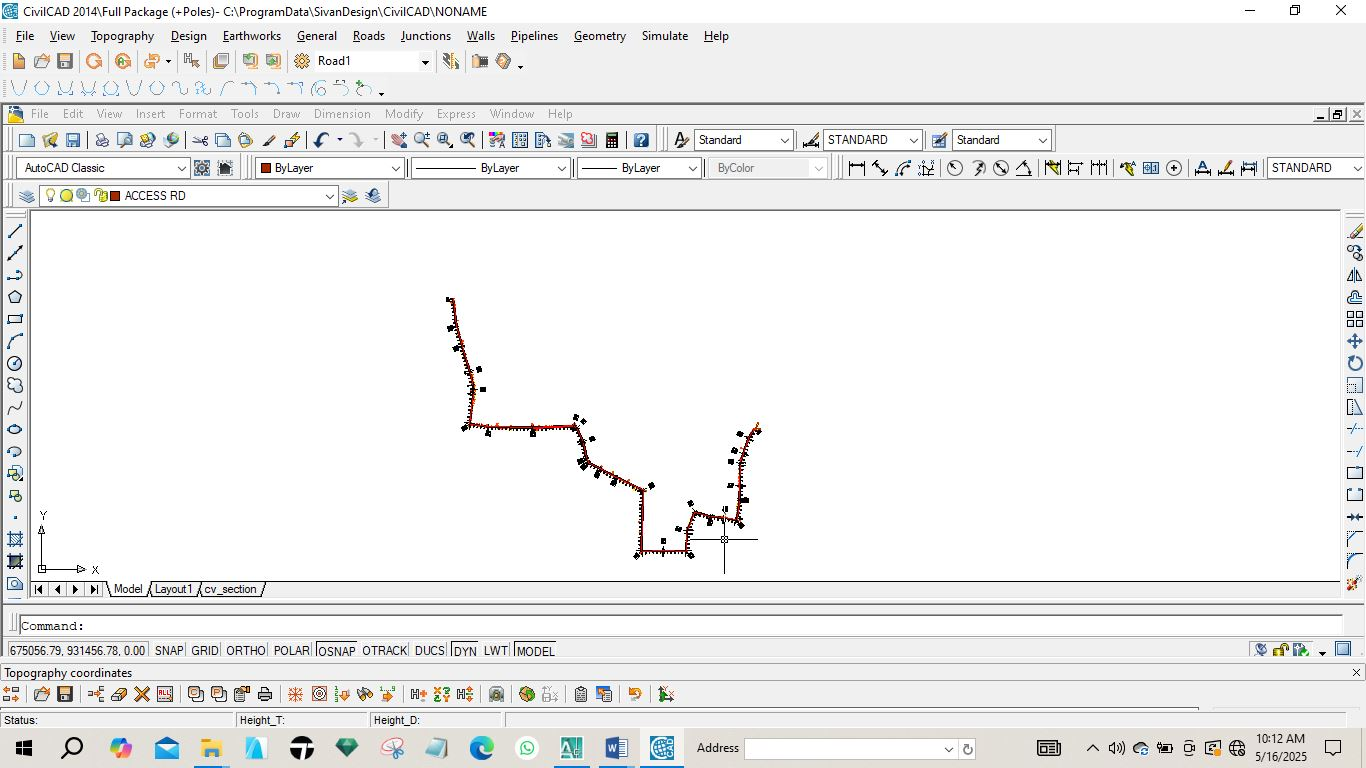 CivilCAD 2014\Full Package (+Poles)- C:\ProgramData\SivanDesign\CivilCAD\NONAME
File View Topography Design Earthworks General Roads Junctions Walls Pipelines Geometry Simulate Help
Road1
File Edit View Insert Format Tools Draw Dimension Modify Express Window Help
Standard STANDARD Standard
AutoCAD Classic ByLayer ByLayer ByLayer ByColor STANDARD
ACCESS RD
Y
X
Model Layout1 cv_section
Command:
675056.79, 931456.78, 0.00 SNAP GRID ORTHO POLAR OSNAP OTRACK DUCS DYN LWT MODEL
Topography coordinates
Status: Height_T: Height_D:
Address
10:12 AM
5/16/2025